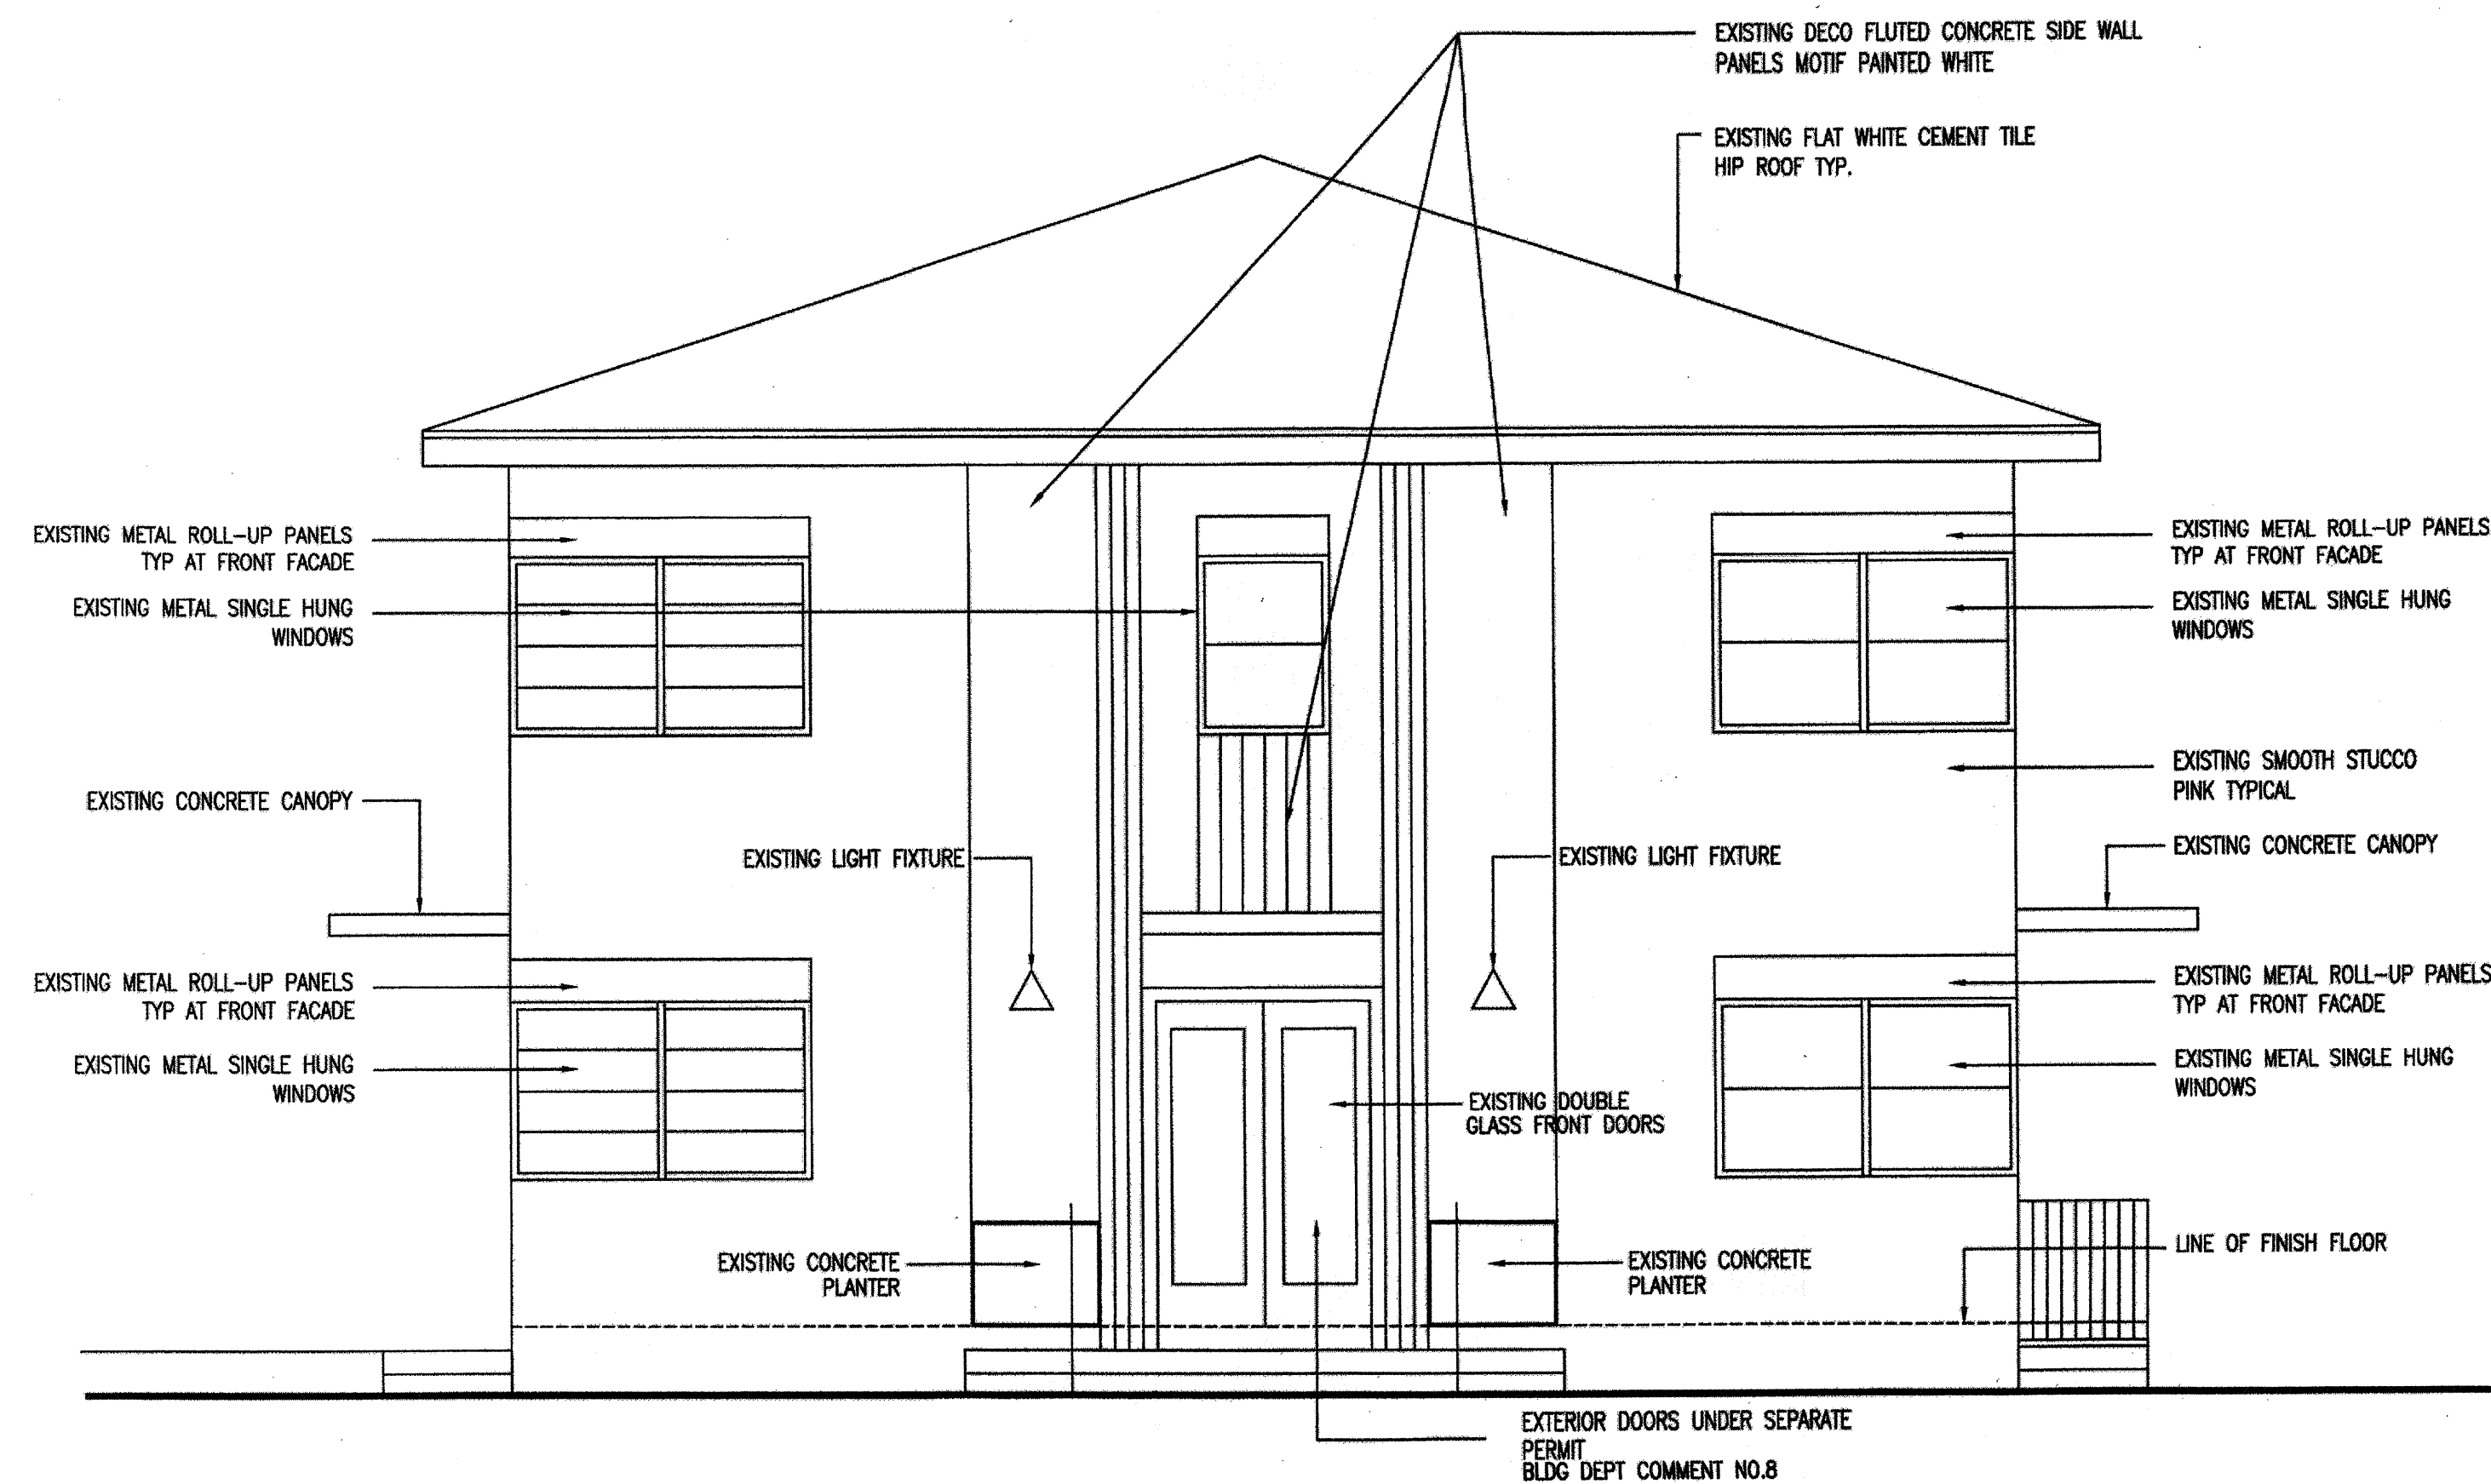 EXISTING DECO FLUTED CONCRETE SIDE WALL
PANELS MOTIF PAINTED WHITE
EXISTING FLAT WHITE CEMENT TILE
HIP ROOF TYP.
EXISTING METAL ROLL-UP PANELS
TYP AT FRONT FACADE
EXISTING METAL SINGLE HUNG
WINDOWS
EXISTING CONCRETE CANOPY
EXISTING METAL ROLL-UP PANELS
TYP AT FRONT FACADE
EXISTING METAL SINGLE HUNG
WINDOWS
EXISTING LIGHT FIXTURE
EXISTING LIGHT FIXTURE
EXISTING DOUBLE
GLASS FRONT DOORS
EXISTING CONCRETE
PLANTER
EXISTING CONCRETE
PLANTER
EXISTING METAL ROLL-UP PANELS
TYP AT FRONT FACADE
EXISTING METAL SINGLE HUNG
WINDOWS
EXISTING SMOOTH STUCCO
PINK TYPICAL
EXISTING CONCRETE CANOPY
EXISTING METAL ROLL-UP PANELS
TYP AT FRONT FACADE
EXISTING METAL SINGLE HUNG
WINDOWS
LINE OF FINISH FLOOR
EXTERIOR DOORS UNDER SEPARATE
PERMIT
BLDG DEPT COMMENT NO.8